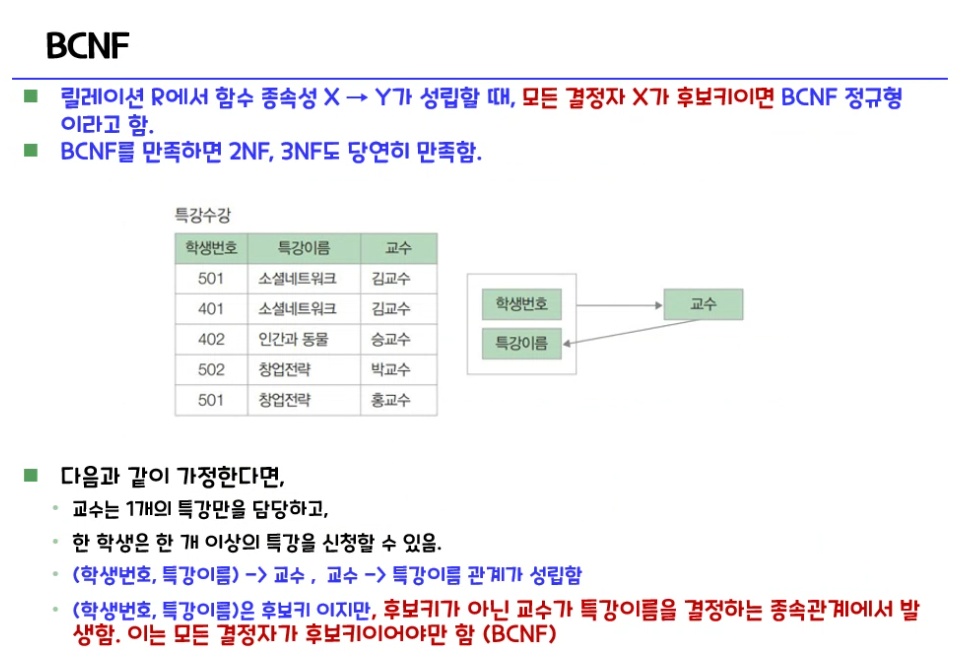 BCNF
릴레이션 R에서 함수 종속성 X → Y가 성립할 때, 모든 결정자 X가 후보키이면 BCNF 정규형
이라고 함.
BCNF를 만족하면 2NF, 3NF도 당연히 만족함.
특강수강
학생번호 특강이름 교수
501 소셜네트워크 김교수
401 소셜네트워크 김교수
402 인간과 동물 승교수
502 창업전략 박교수
501 창업전략 홍교수
학생번호 교수
특강이름
다음과 같이 가정한다면,
교수는 1개의 특강만을 담당하고,
한 학생은 한 개 이상의 특강을 신청할 수 있음.
(학생번호, 특강이름) -> 교수 , 교수 -> 특강이름 관계가 성립함
(학생번호, 특강이름)은 후보키 이지만, 후보키가 아닌 교수가 특강이름을 결정하는 종속관계에서 발
생함. 이는 모든 결정자가 후보키이어야만 함 (BCNF)